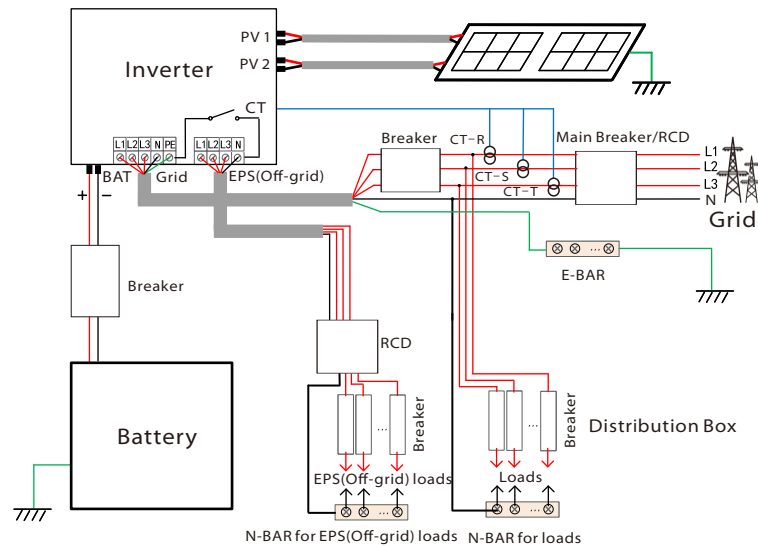 PV 1
Inverter
PV 2
CT
L1 L2 L3 N PE
L1 L2 L3 N
BAT
Grid
EPS(Off-grid)
+
−
Breaker
CT-R
CT-S
CT-T
Main Breaker/RCD
L1
L2
L3
N
Grid
...
E-BAR
Breaker
RCD
Battery
...
Breaker
EPS(Off-grid) loads
...
N-BAR for EPS(Off-grid) loads
...
Breaker
Distribution Box
Loads
...
N-BAR for loads